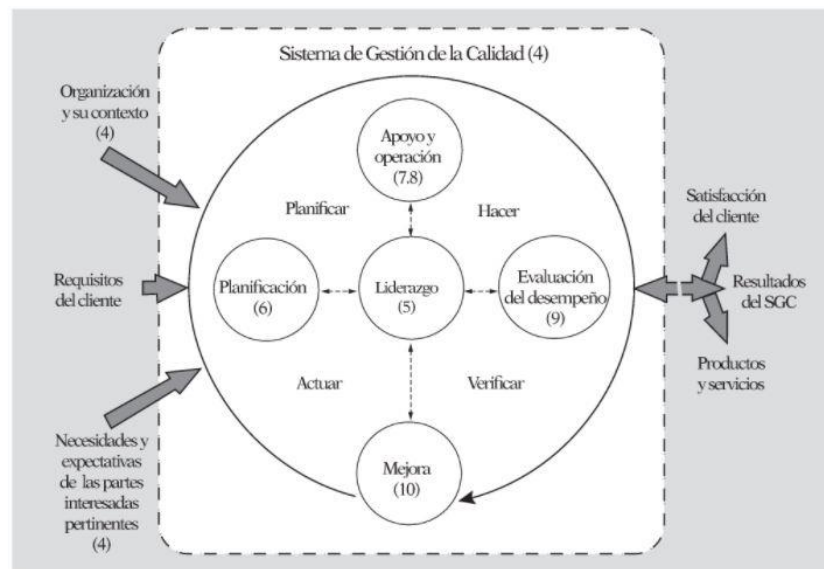 Sistema de Gestión de la Calidad (4)
Organización
y su contexto
(4)
Apoyo y
operación
(7,8)
Planificar
Hacer
Satisfacción
del cliente
Requisitos
del cliente
Planificación
(6)
Liderazgo
(5)
Evaluación
del desempeño
(9)
Resultados
del SGC
Actuar
Verificar
Productos
y servicios
Necesidades y
expectativas
de las partes
interesadas
pertinentes
(4)
Mejora
(10)